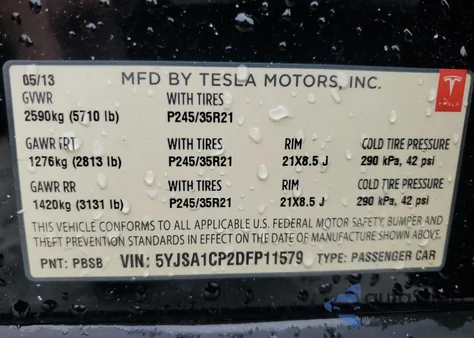 05/13 MFD BY TESLA MOTORS, INC.
GVWR WITH TIRES
2590kg (5710 lb) P245/35R21
TESLA
GAWR FRT WITH TIRES RIM COLD TIRE PRESSURE
1276kg (2813 lb) P245/35R21 21X8.5 J 290 kPa, 42 psi
GAWR RR WITH TIRES RIM COLD TIRE PRESSURE
1420kg (3131 lb) P245/35R21 21X8.5 J 290 kPa, 42 psi
THIS VEHICLE CONFORMS TO ALL APPLICABLE U.S. FEDERAL MOTOR SAFETY, BUMPER AND
THEFT PREVENTION STANDARDS IN EFFECT ON THE DATE OF MANUFACTURE SHOWN ABOVE.
PNT: PBSB VIN: 5YJSA1CP2DFP11579 TYPE: PASSENGER CAR